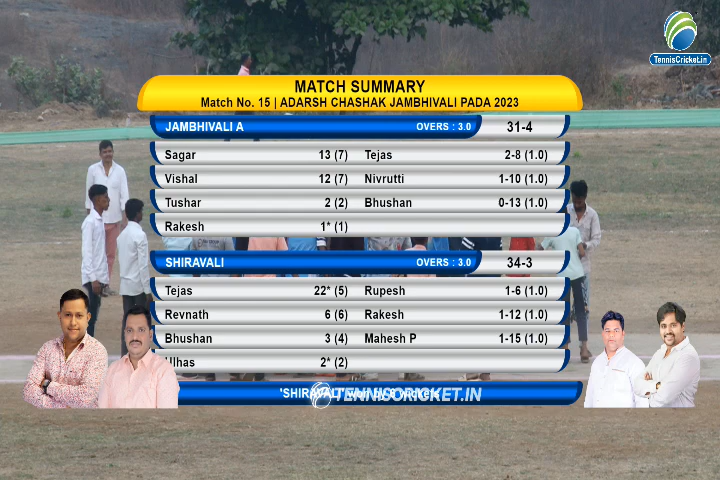 TennisCricket.in
MATCH SUMMARY
Match No. 15 | ADARSH CHASHAK JAMBHIVALI PADA 2023
JAMBHIVALI A OVERS : 3.0 31-4
Sagar 13 (7) Tejas 2-8 (1.0)
Vishal 12 (7) Nivrutti 1-10 (1.0)
Tushar 2 (2) Bhushan 0-13 (1.0)
Rakesh 1* (1)
SHIRAVALI OVERS : 3.0 34-3
Tejas 22* (5) Rupesh 1-6 (1.0)
Revnath 6 (6) Rakesh 1-12 (1.0)
Bhushan 3 (4) Mahesh P 1-15 (1.0)
Ulhas 2* (2)
'SHIRAVALI'
TENNISCRICKET.IN